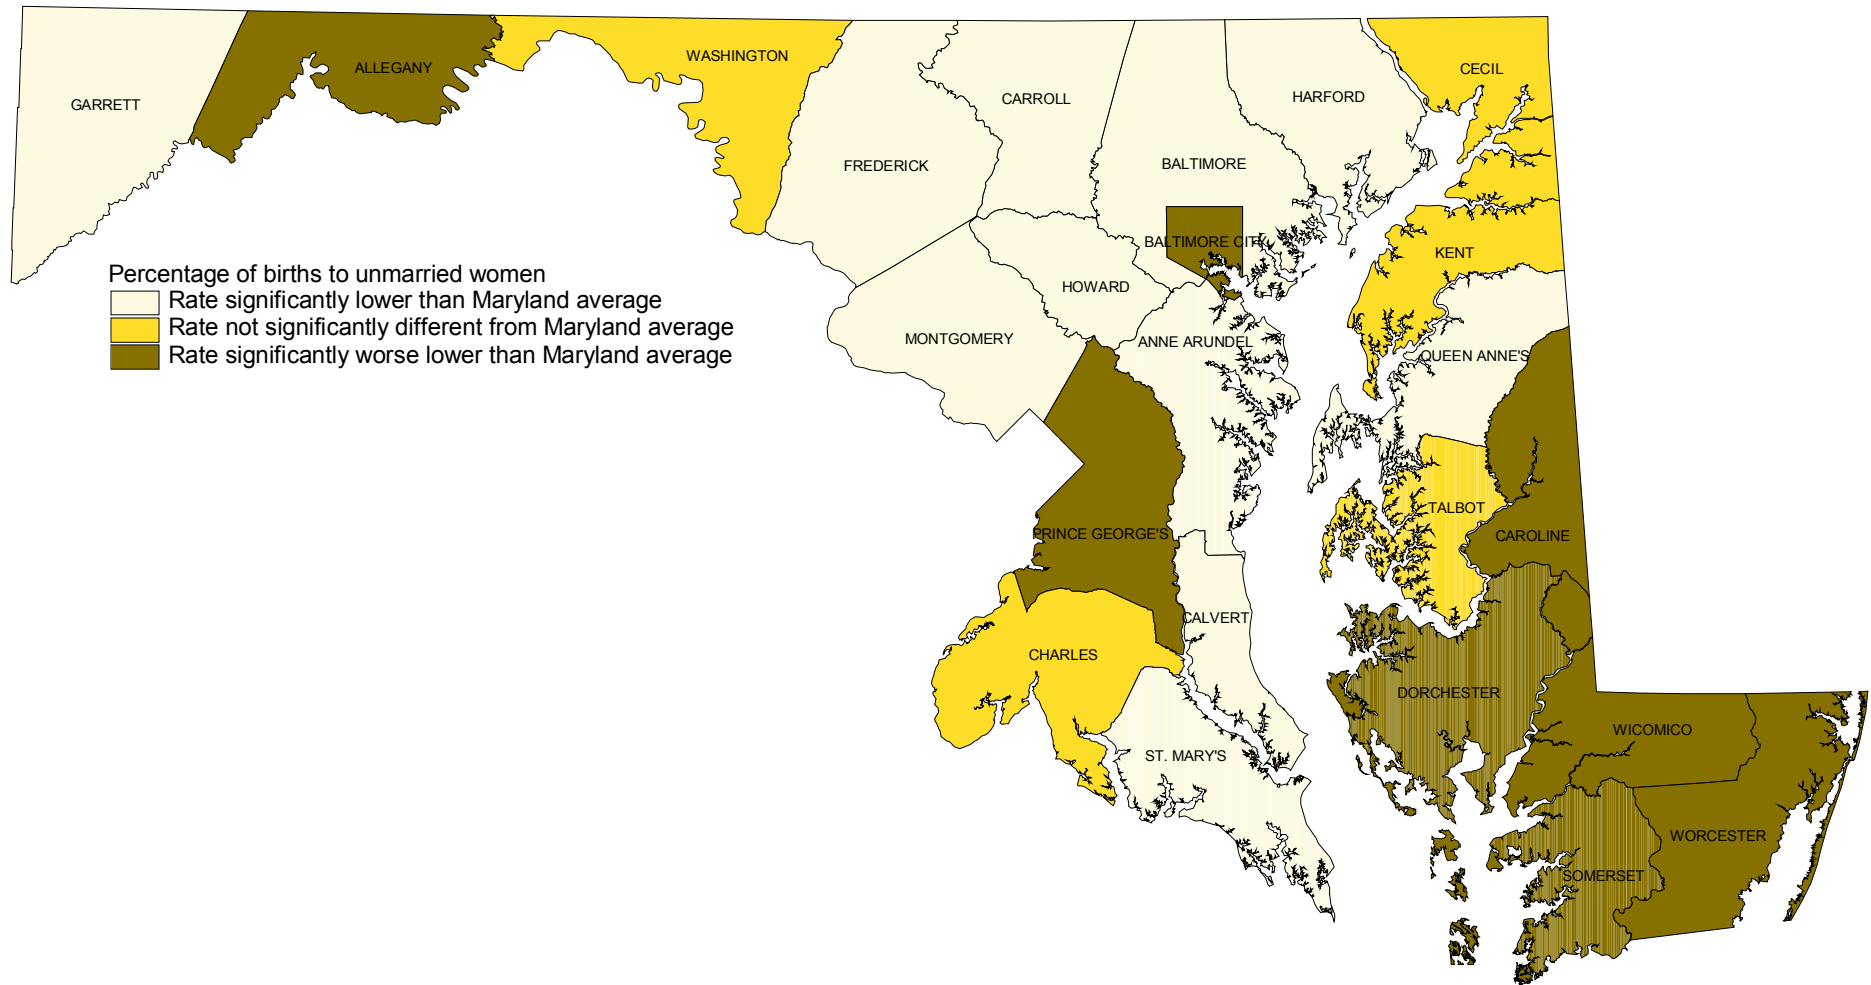 WASHINGTON
ALLEGANY
CECIL
GARRETT
CARROLL
HARFORD
FREDERICK
BALTIMORE
BALTIMORE CITY
KENT
Percentage of births to unmarried women
Rate significantly lower than Maryland average
Rate not significantly different from Maryland average
Rate significantly worse lower than Maryland average
HOWARD
MONTGOMERY
ANNE ARUNDEL
QUEEN ANNE'S
TALBOT
PRINCE GEORGE'S
CAROLINE
CALVERT
CHARLES
DORCHESTER
WICOMICO
ST. MARY'S
WORCESTER
SOMERSET